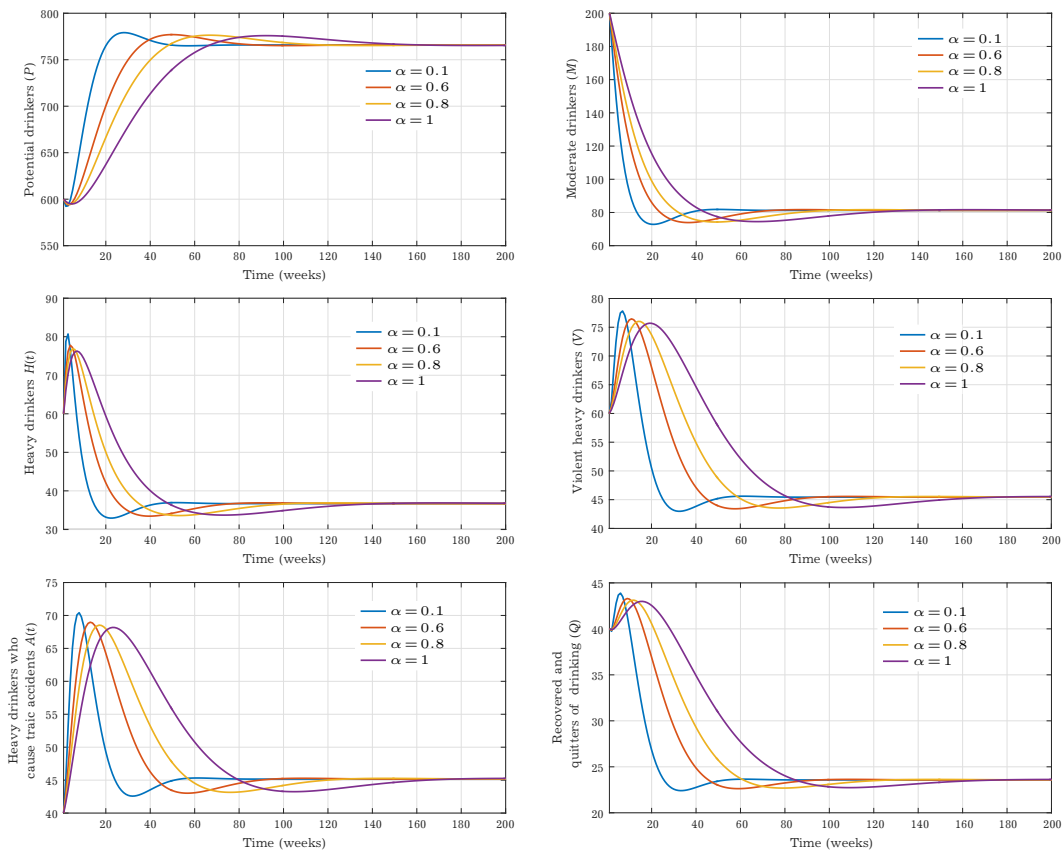 800
750
700
650
600
550
Potential drinkers (P)
α = 0.1
α = 0.6
α = 0.8
α = 1
20 40 60 80 100 120 140 160 180 200
Time (weeks)
200
180
160
140
120
100
80
60
Moderate drinkers (M)
α = 0.1
α = 0.6
α = 0.8
α = 1
20 40 60 80 100 120 140 160 180 200
Time (weeks)
90
80
70
60
50
40
30
Heavy drinkers H(t)
α = 0.1
α = 0.6
α = 0.8
α = 1
20 40 60 80 100 120 140 160 180 200
Time (weeks)
80
75
70
65
60
55
50
45
40
Violent heavy drinkers (V)
α = 0.1
α = 0.6
α = 0.8
α = 1
20 40 60 80 100 120 140 160 180 200
Time (weeks)
75
70
65
60
55
50
45
40
Heavy drinkers who
cause traic accidents A(t)
α = 0.1
α = 0.6
α = 0.8
α = 1
20 40 60 80 100 120 140 160 180 200
Time (weeks)
45
40
35
30
25
20
Recovered and
quitters of drinking (Q)
α = 0.1
α = 0.6
α = 0.8
α = 1
20 40 60 80 100 120 140 160 180 200
Time (weeks)